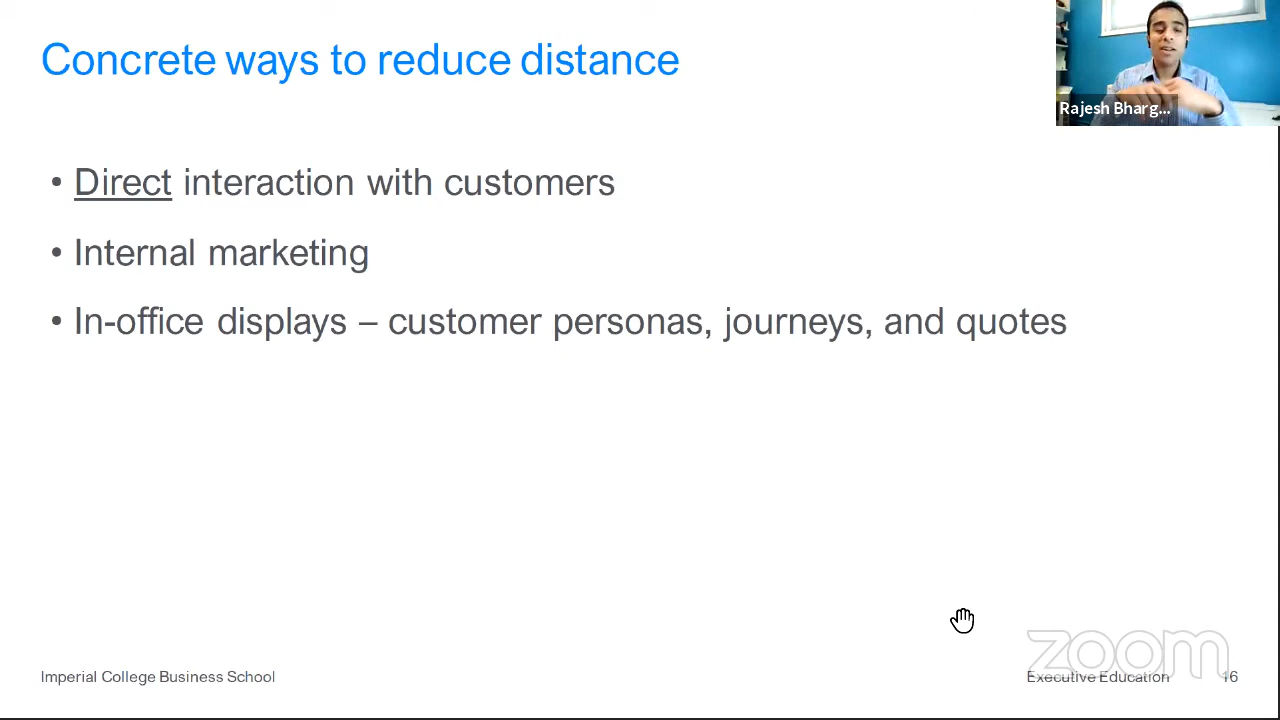 Concrete ways to reduce distance
Rajesh Bharg...
• Direct interaction with customers
• Internal marketing
• In-office displays – customer personas, journeys, and quotes
zoom
Imperial College Business School
Executive Education
16